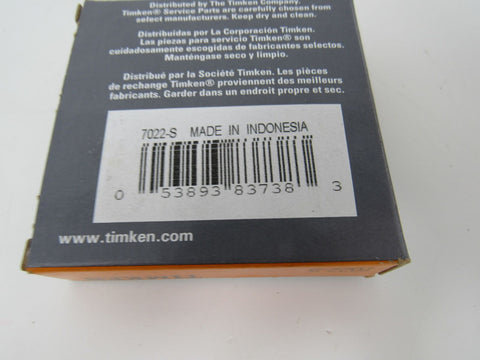 Distributed by The Timken Company.
Timken® Service Parts are carefully chosen from
select manufacturers. Keep dry and clean.
Distribuidas por La Corporación Timken.
Las piezas para servicio Timken® son
cuidadosamente escogidas de fabricantes selectos.
Manténgase seco y limpio.
Distribué par la Société Timken. Les pièces
de rechange Timken® proviennent des meilleurs
fabricants. Garder dans un endroit propre et sec.
7022-S MADE IN INDONESIA
0 53893 83738 3
www.timken.com
7022-S